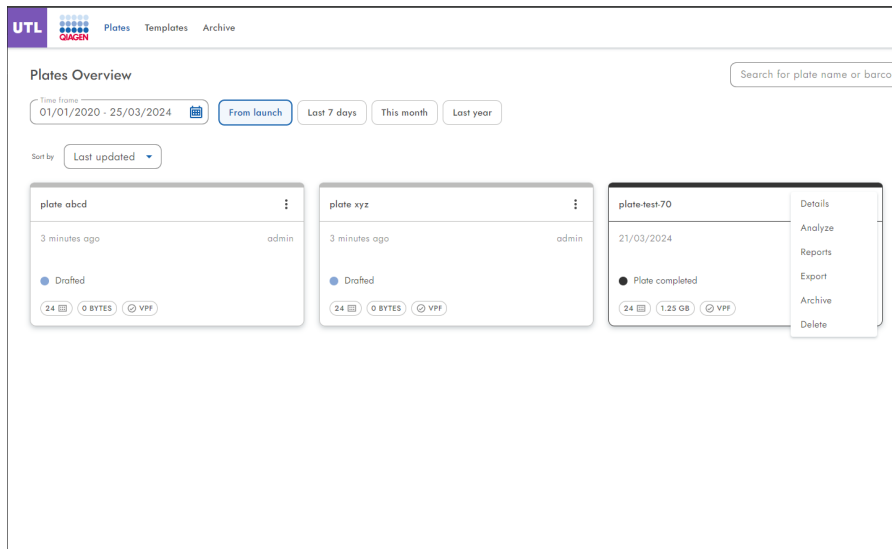 UTL QIAGEN Plates Templates Archive
Plates Overview
Search for plate name or barco
Time frame
01/01/2020 - 25/03/2024 From launch Last 7 days This month Last year
Sort by Last updated
plate abcd
3 minutes ago admin
Drafted
24 0 BYTES VPF
plate xyz
3 minutes ago admin
Drafted
24 0 BYTES VPF
plate-test-70
21/03/2024
Plate completed
24 1.25 GB VPF
Details
Analyze
Reports
Export
Archive
Delete